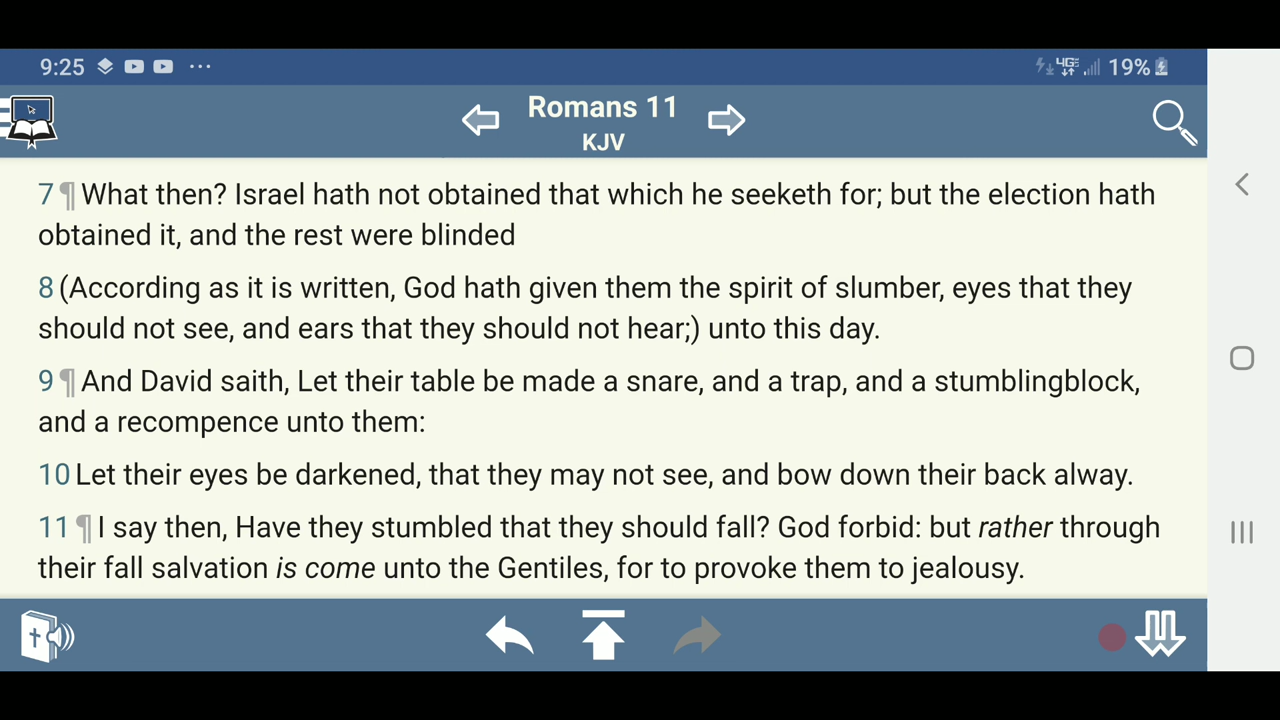 9:25 ... 4GE 19%
Romans 11
KJV
7 ¶ What then? Israel hath not obtained that which he seeketh for; but the election hath
obtained it, and the rest were blinded
8 (According as it is written, God hath given them the spirit of slumber, eyes that they
should not see, and ears that they should not hear;) unto this day.
9 ¶ And David saith, Let their table be made a snare, and a trap, and a stumblingblock,
and a recompence unto them:
10 Let their eyes be darkened, that they may not see, and bow down their back alway.
11 ¶ I say then, Have they stumbled that they should fall? God forbid: but rather through
their fall salvation is come unto the Gentiles, for to provoke them to jealousy.